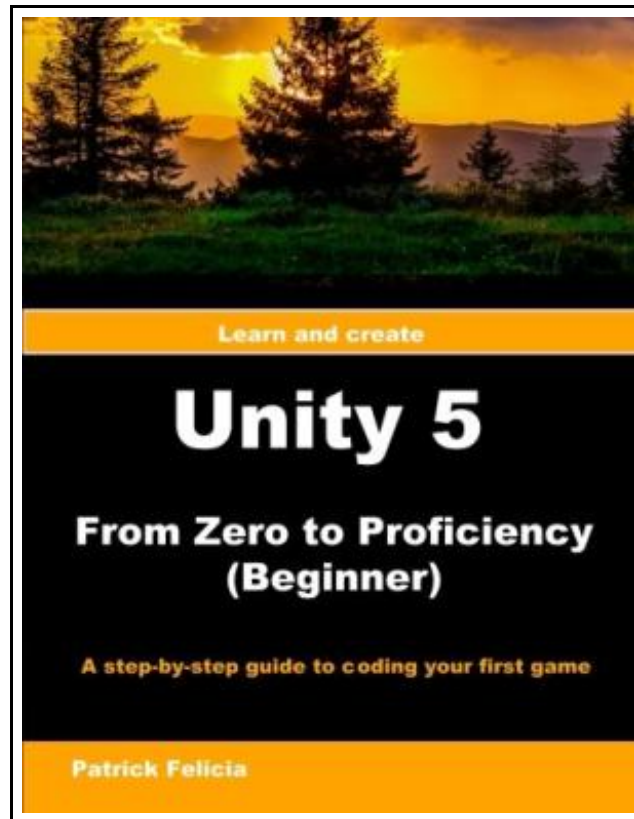 Learn and create
Unity 5
From Zero to Proficiency
(Beginner)
A step-by-step guide to coding your first game
Patrick Felicia